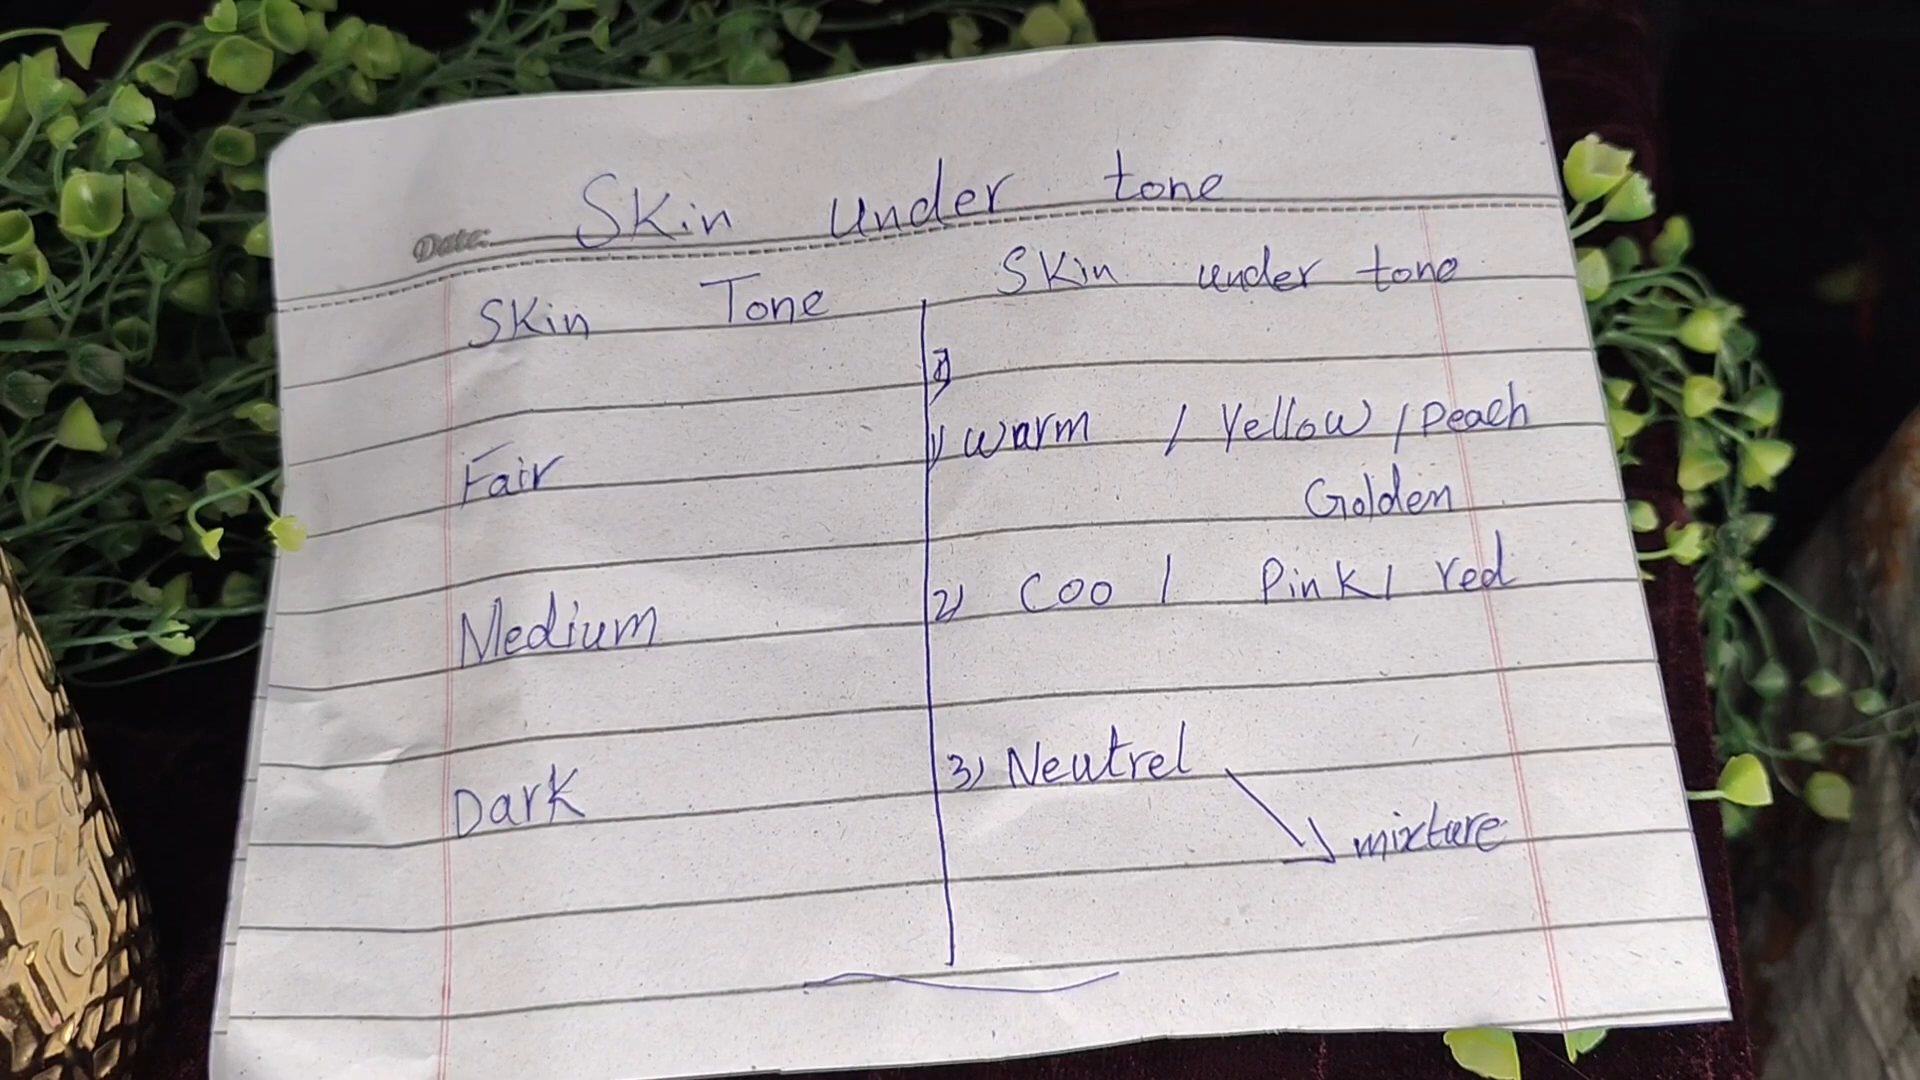 Skin under tone
Date:
Skin Tone
Skin under tone
Fair
Medium
Dark
1) Warm / Yellow / Peach
Golden
2) Coo / Pink / red
3) Neutrel
mixture